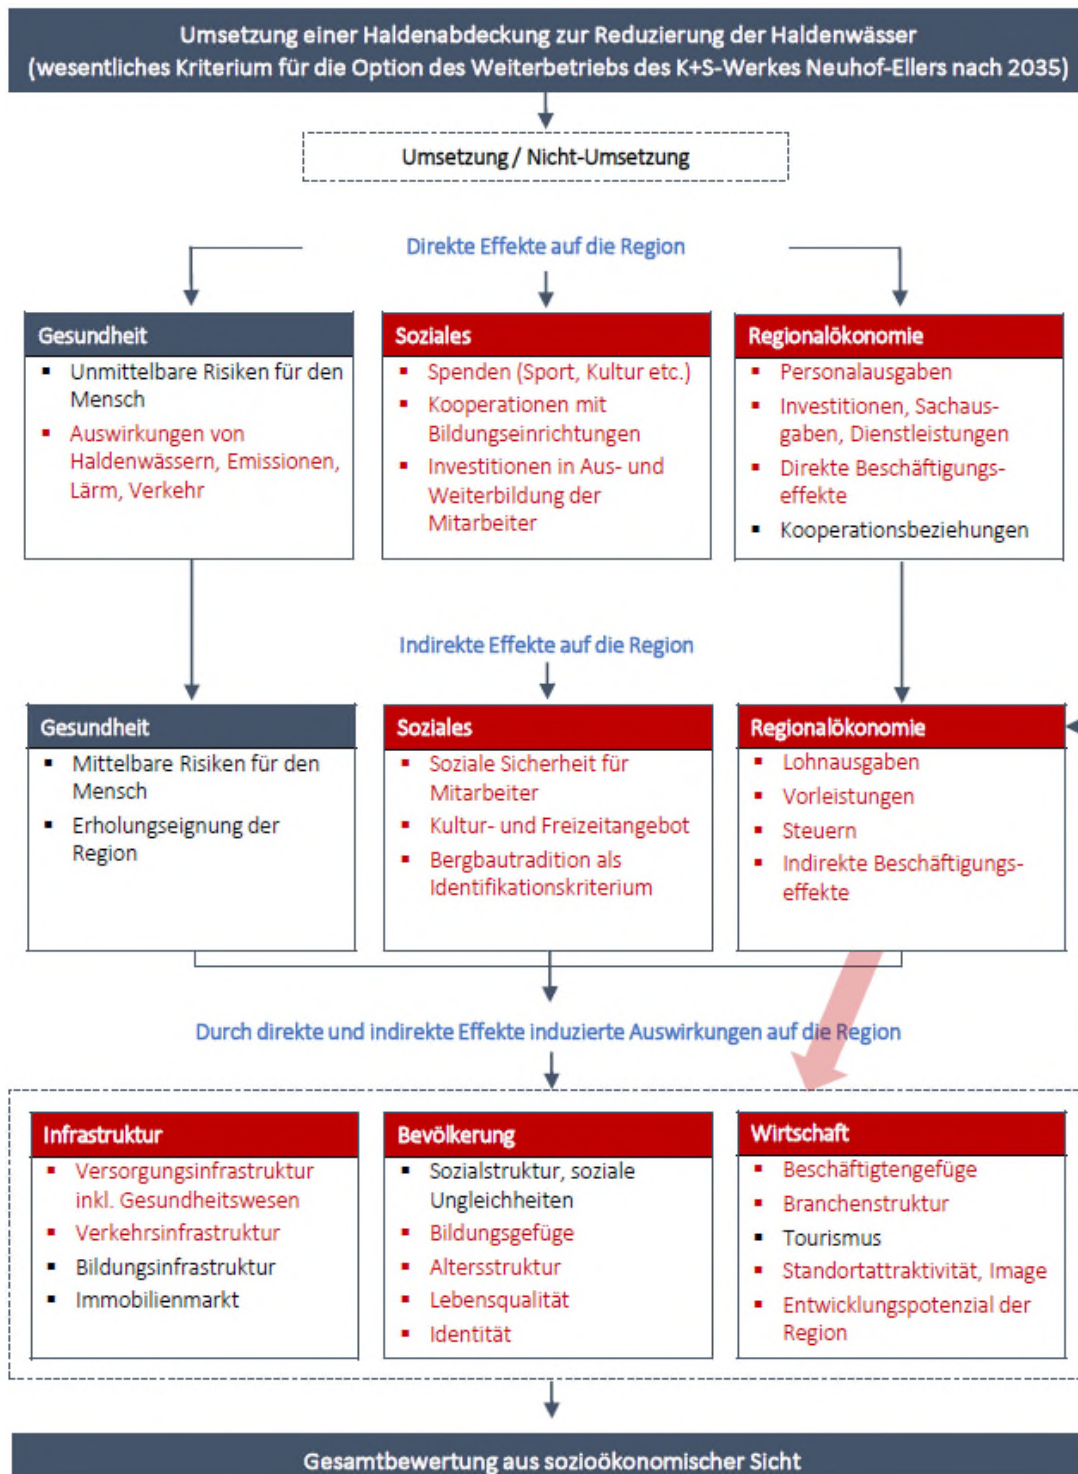 Umsetzung einer Haldenabdeckung zur Reduzierung der Haldenwässer
(wesentliches Kriterium für die Option des Weiterbetriebs des K+S-Werkes Neuhof-Ellers nach 2035)
Umsetzung / Nicht-Umsetzung
Direkte Effekte auf die Region
Gesundheit
▪ Unmittelbare Risiken für den
Mensch
▪ Auswirkungen von
Haldenwässern, Emissionen,
Lärm, Verkehr
Soziales
▪ Spenden (Sport, Kultur etc.)
▪ Kooperationen mit
Bildungseinrichtungen
▪ Investitionen in Aus- und
Weiterbildung der
Mitarbeiter
Regionalökonomie
▪ Personalausgaben
▪ Investitionen, Sachaus-
gaben, Dienstleistungen
▪ Direkte Beschäftigungs-
effekte
▪ Kooperationsbeziehungen
Indirekte Effekte auf die Region
Gesundheit
▪ Mittelbare Risiken für den
Mensch
▪ Erholungseignung der
Region
Soziales
▪ Soziale Sicherheit für
Mitarbeiter
▪ Kultur- und Freizeitangebot
▪ Bergbautradition als
Identifikationskriterium
Regionalökonomie
▪ Lohnausgaben
▪ Vorleistungen
▪ Steuern
▪ Indirekte Beschäftigungs-
effekte
Durch direkte und indirekte Effekte induzierte Auswirkungen auf die Region
Infrastruktur
▪ Versorgungsinfrastruktur
inkl. Gesundheitswesen
▪ Verkehrsinfrastruktur
▪ Bildungsinfrastruktur
▪ Immobilienmarkt
Bevölkerung
▪ Sozialstruktur, soziale
Ungleichheiten
▪ Bildungsgefüge
▪ Altersstruktur
▪ Lebensqualität
▪ Identität
Wirtschaft
▪ Beschäftigtengefüge
▪ Branchenstruktur
▪ Tourismus
▪ Standortattraktivität, Image
▪ Entwicklungspotenzial der
Region
Gesamtbewertung aus sozioökonomischer Sicht